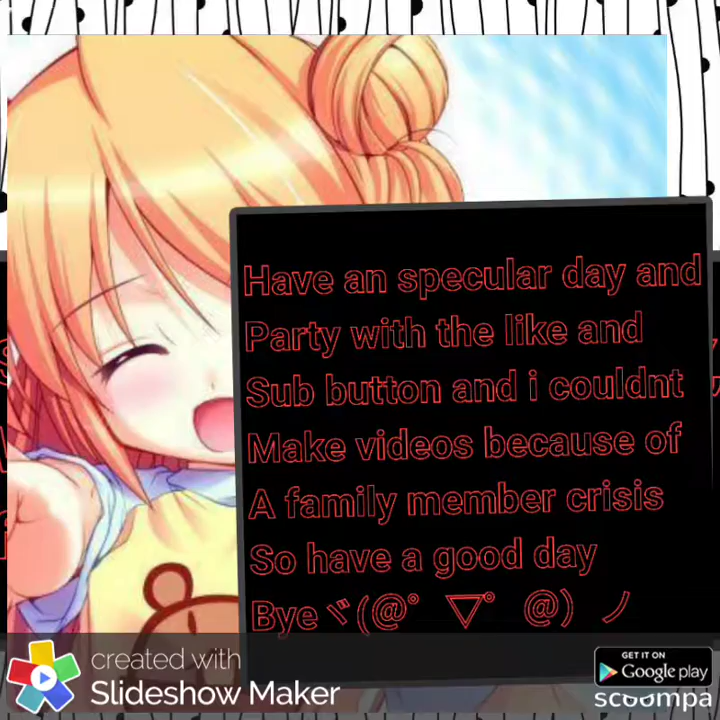 Have an specular day and
Party with the like and
Sub button and i couldnt
Make videos because of
A family member crisis
So have a good day
Bye ヾ(@° ▽° @) ノ
created with
Slideshow Maker
GET IT ON
Google play
scoompa